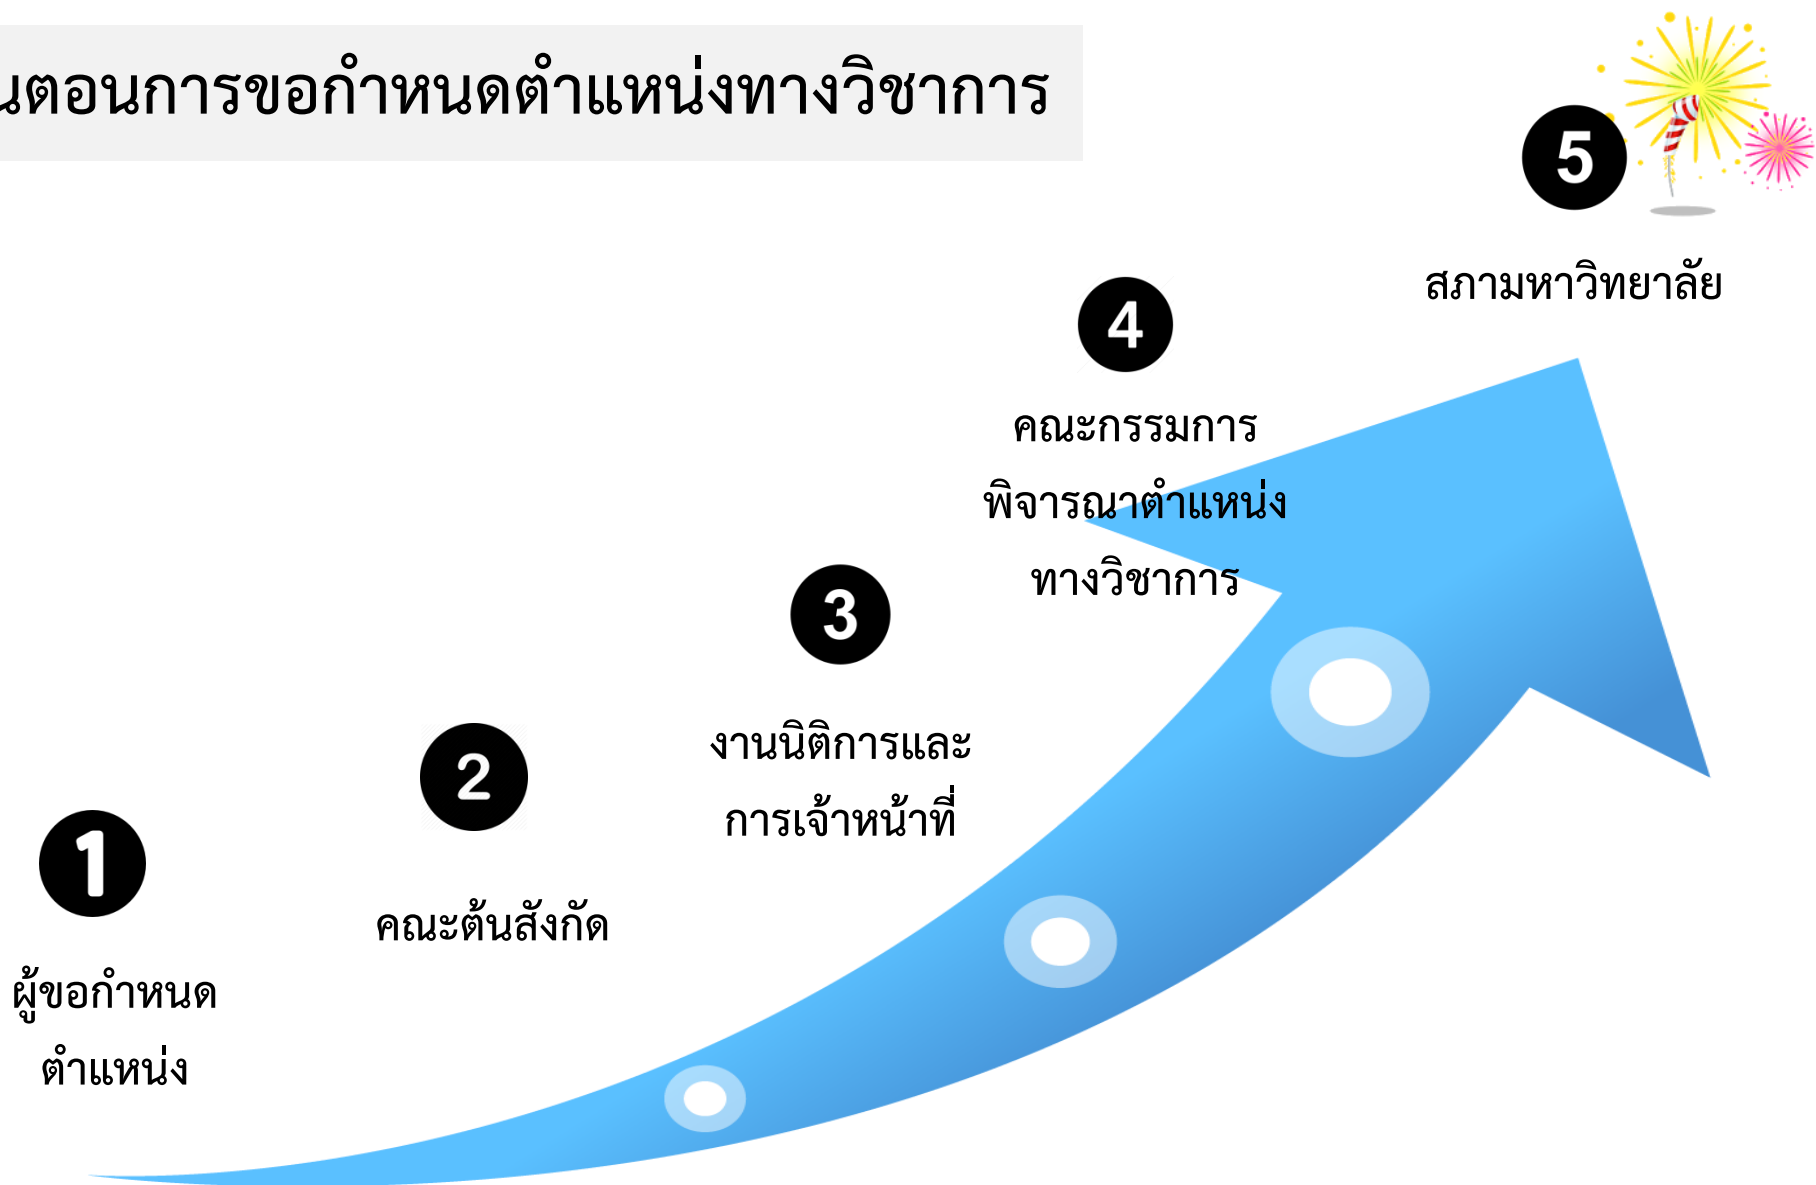 นตอนการขอกำหนดตำแหน่งทางวิชาการ
5
สภามหาวิทยาลัย
4
คณะกรรมการ
พิจารณาตำแหน่ง
ทางวิชาการ
3
งานนิติการและ
การเจ้าหน้าที่
2
คณะต้นสังกัด
1
ผู้ขอกำหนด
ตำแหน่ง